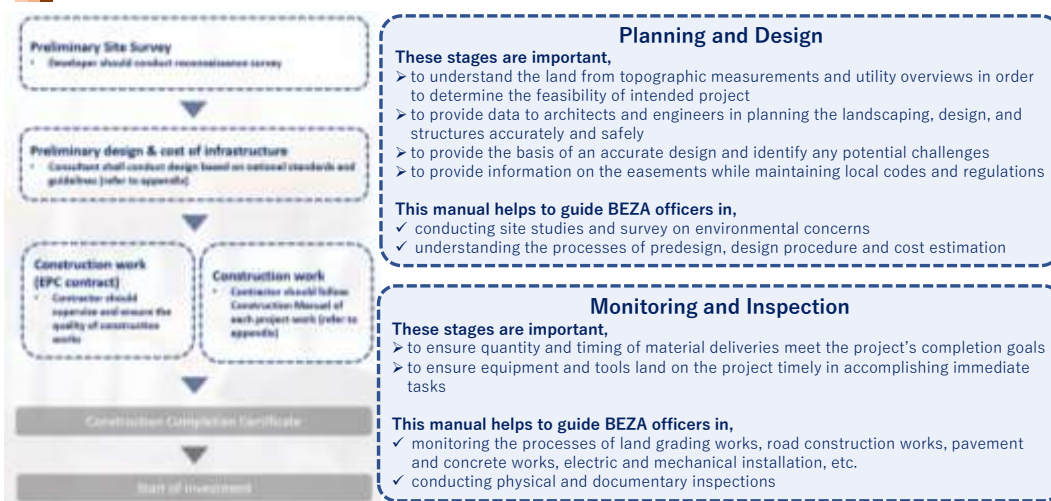 Preliminary Site Survey
• Developer should conduct reconnaissance survey
Preliminary design & cost of infrastructure
• Consultant shall conduct design based on national standards and
guidelines (refer to appendix)
Construction work
(EPC contract)
• Contractor should
supervise and ensure the
quality of construction
works
Construction work
• Contractor should follow
Construction Manual of
each project work (refer to
appendix)
Construction Completion Certificate
Start of investment
Planning and Design
These stages are important,
➢ to understand the land from topographic measurements and utility overviews in order
to determine the feasibility of intended project
➢ to provide data to architects and engineers in planning the landscaping, design, and
structures accurately and safely
➢ to provide the basis of an accurate design and identify any potential challenges
➢ to provide information on the easements while maintaining local codes and regulations
This manual helps to guide BEZA officers in,
✓ conducting site studies and survey on environmental concerns
✓ understanding the processes of predesign, design procedure and cost estimation
Monitoring and Inspection
These stages are important,
➢ to ensure quantity and timing of material deliveries meet the project's completion goals
➢ to ensure equipment and tools land on the project timely in accomplishing immediate
tasks
This manual helps to guide BEZA officers in,
✓ monitoring the processes of land grading works, road construction works, pavement
and concrete works, electric and mechanical installation, etc.
✓ conducting physical and documentary inspections